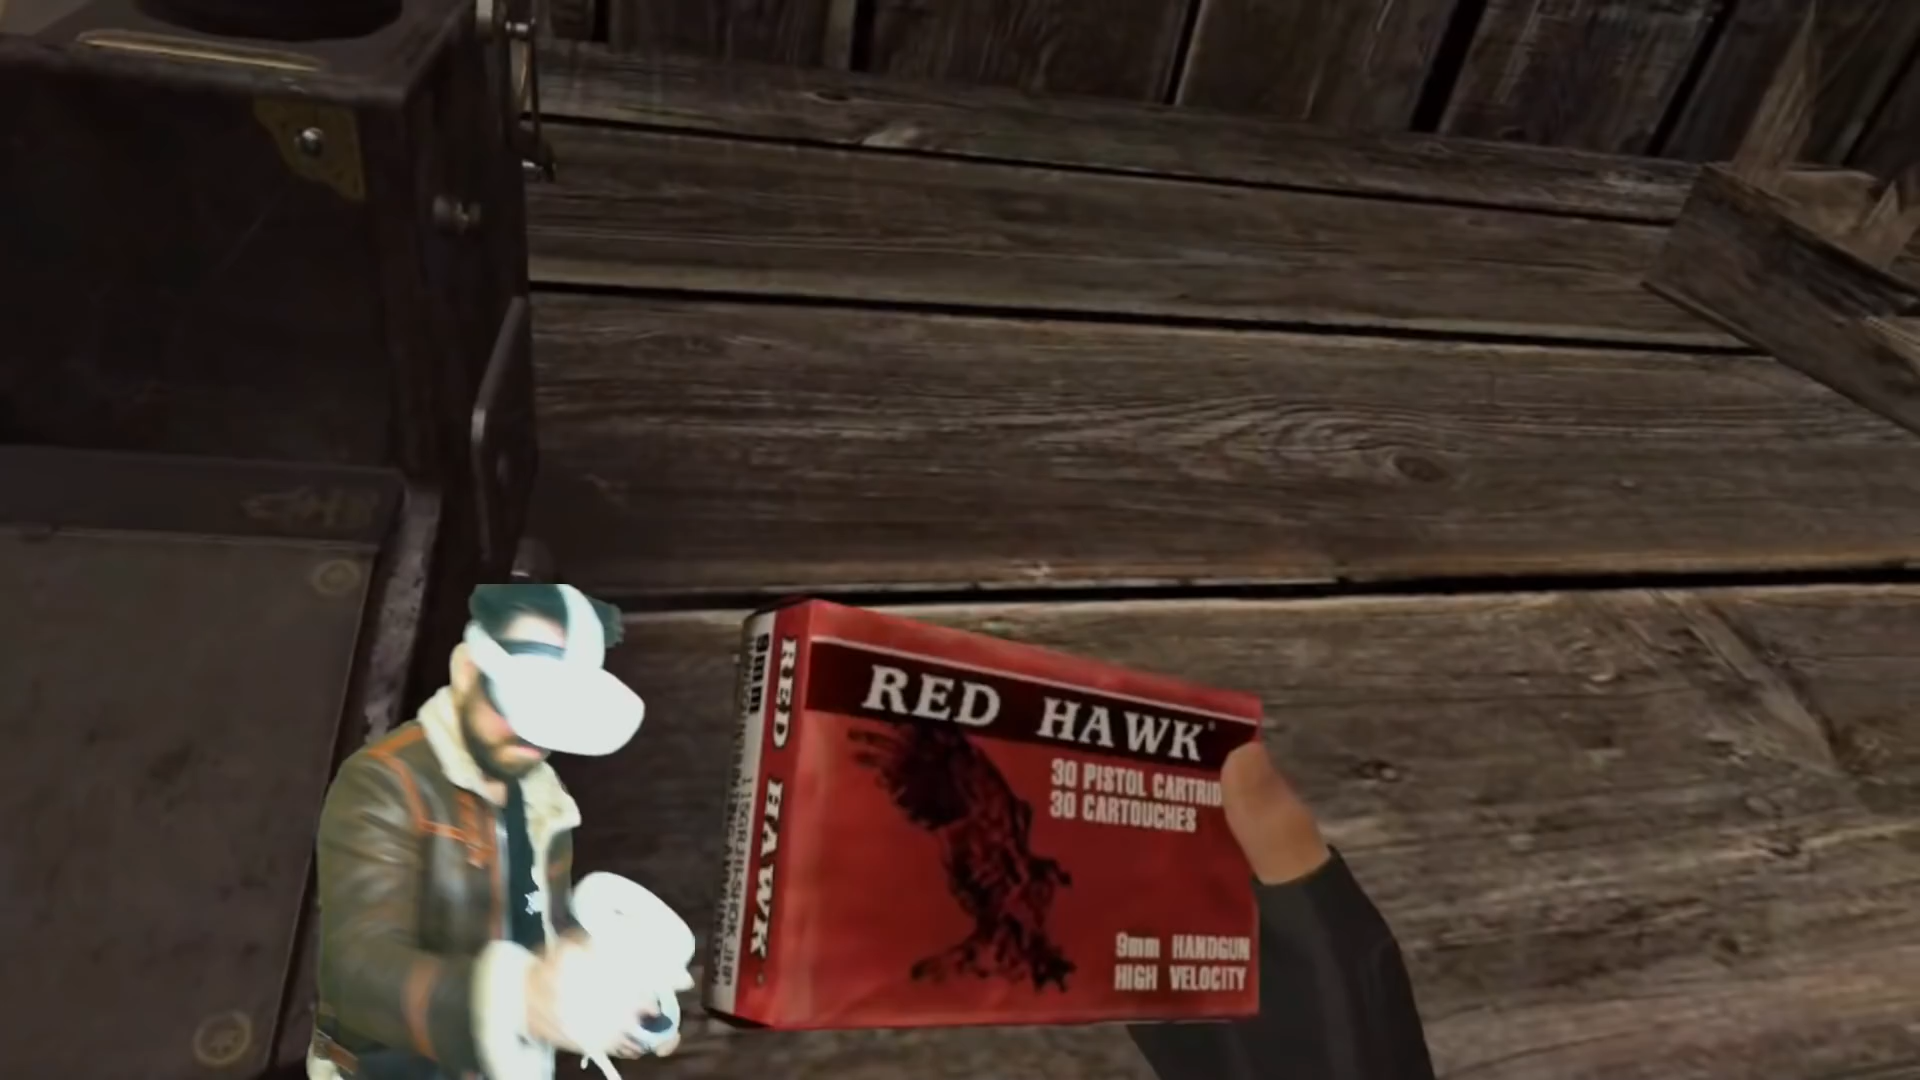 RED HAWK
30 PISTOL CARTRID
30 CARTOUCHES
9mm HANDGUN
HIGH VELOCITY
RED HAWK
9mm